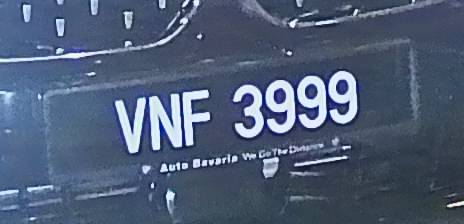 VNF 3999
Auto Bavaria We Go The Distance